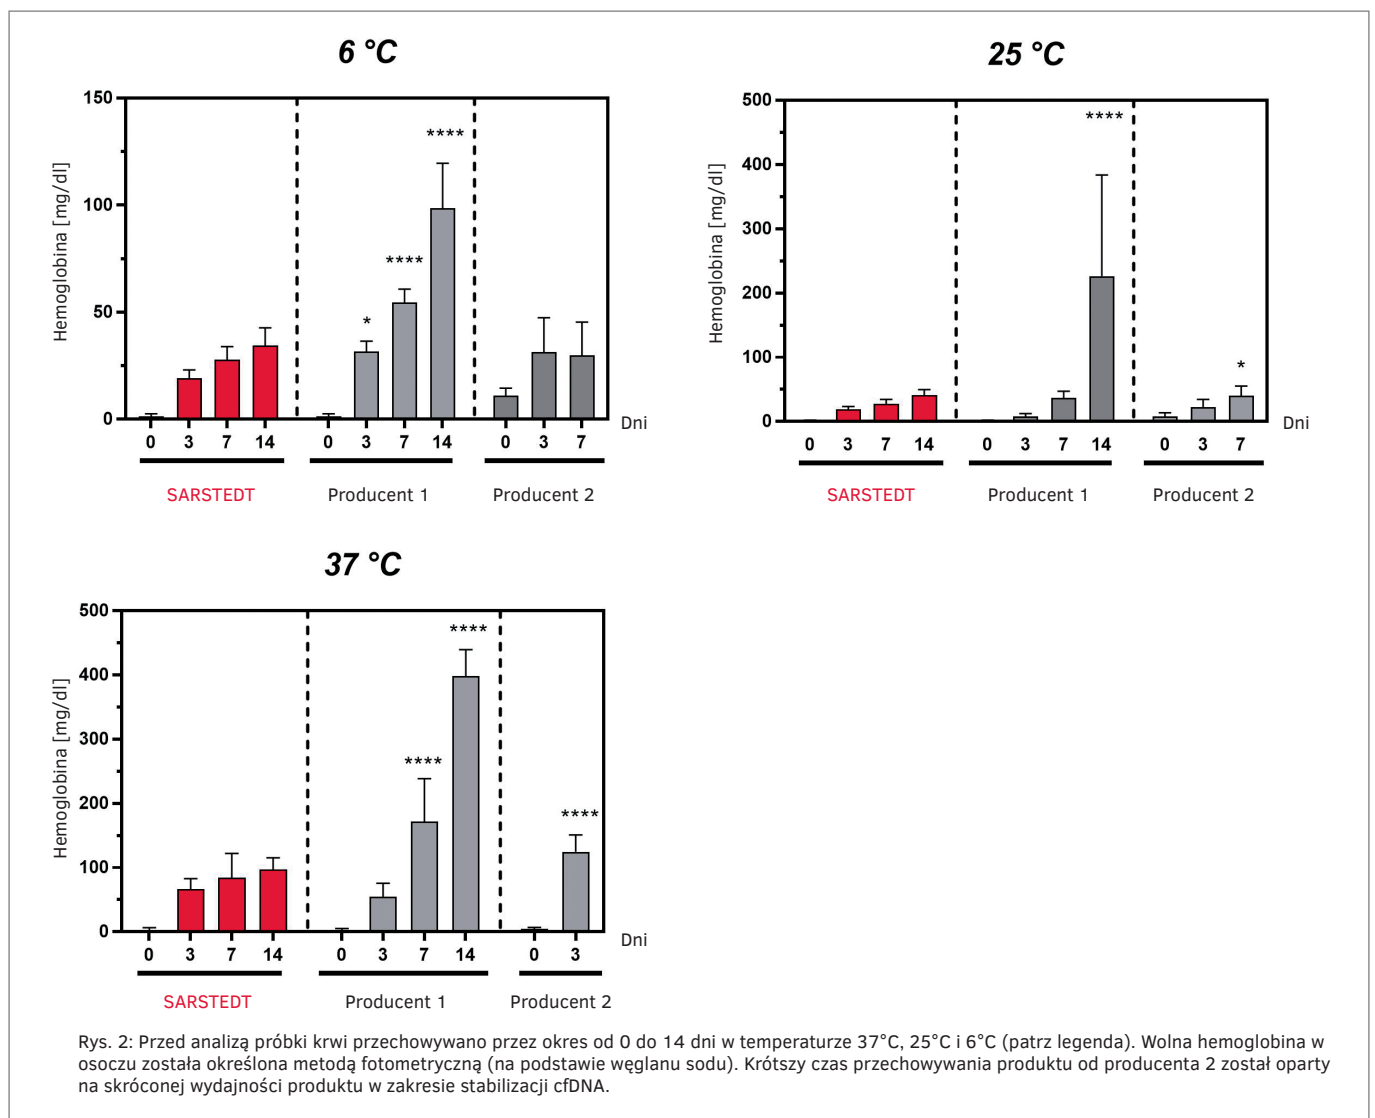 6 °C
150
100
50
0
Hemoglobina [mg/dl]
*
****
****
0 3 7 14 0 3 7 14 0 3 7
Dni
SARSTEDT Producent 1 Producent 2
25 °C
500
400
300
200
100
0
Hemoglobina [mg/dl]
****
*
0 3 7 14 0 3 7 14 0 3 7
Dni
SARSTEDT Producent 1 Producent 2
37 °C
500
400
300
200
100
0
Hemoglobina [mg/dl]
****
****
****
0 3 7 14 0 3 7 14 0 3
Dni
SARSTEDT Producent 1 Producent 2
Rys. 2: Przed analizą próbki krwi przechowywano przez okres od 0 do 14 dni w temperaturze 37°C, 25°C i 6°C (patrz legenda). Wolna hemoglobina w
osoczu została określona metodą fotometryczną (na podstawie węglanu sodu). Krótszy czas przechowywania produktu od producenta 2 został oparty
na skróconej wydajności produktu w zakresie stabilizacji cfDNA.